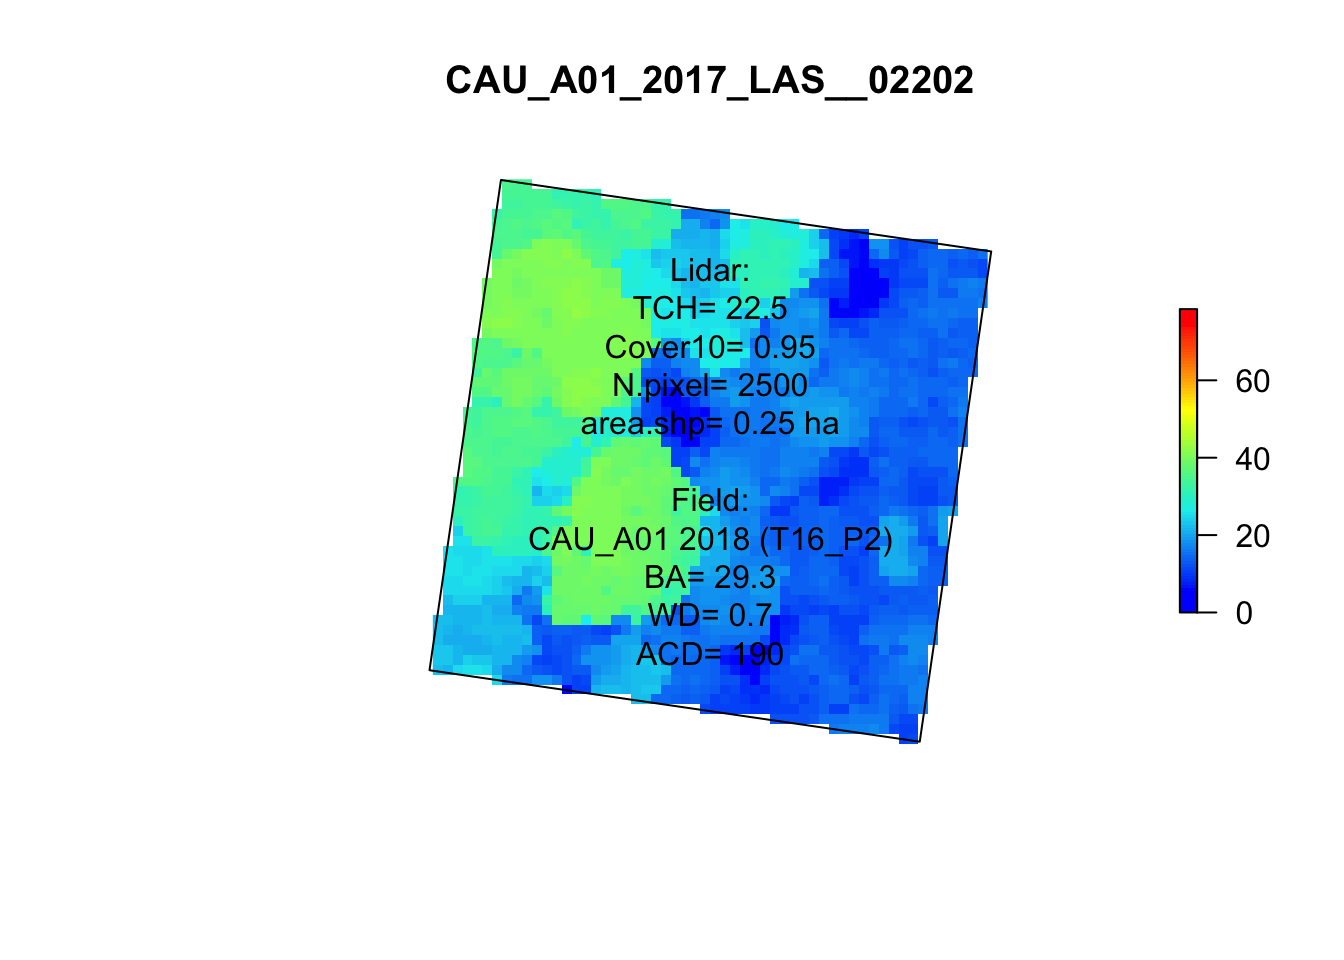 CAU_A01_2017_LAS__02202
Lidar:
TCH= 22.5
Cover10= 0.95
N.pixel= 2500
area.shp= 0.25 ha
Field:
CAU_A01 2018 (T16_P2)
BA= 29.3
WD= 0.7
ACD= 190
60
40
20
0